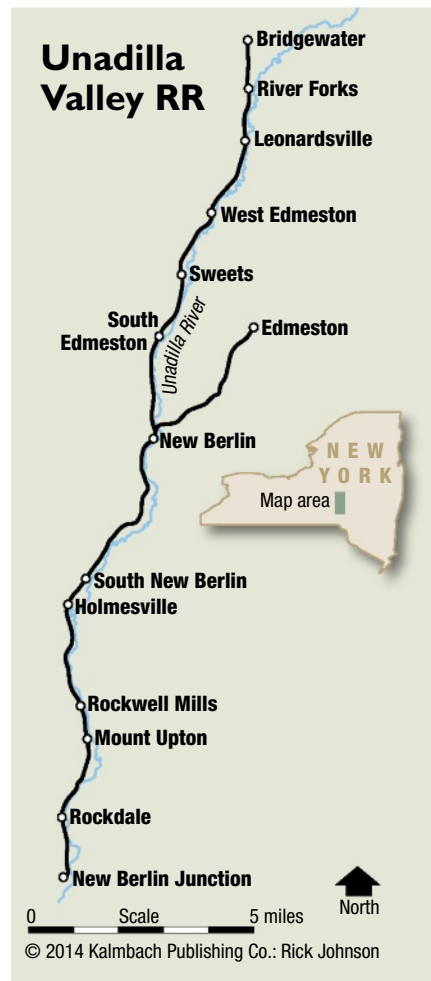 Unadilla
Valley RR
Bridgewater
River Forks
Leonardsville
West Edmeston
Sweets
South
Edmeston
Unadilla River
Edmeston
New Berlin
NEW
YORK
Map area
South New Berlin
Holmesville
Rockwell Mills
Mount Upton
Rockdale
New Berlin Junction
North
0 Scale 5 miles
© 2014 Kalmbach Publishing Co.: Rick Johnson